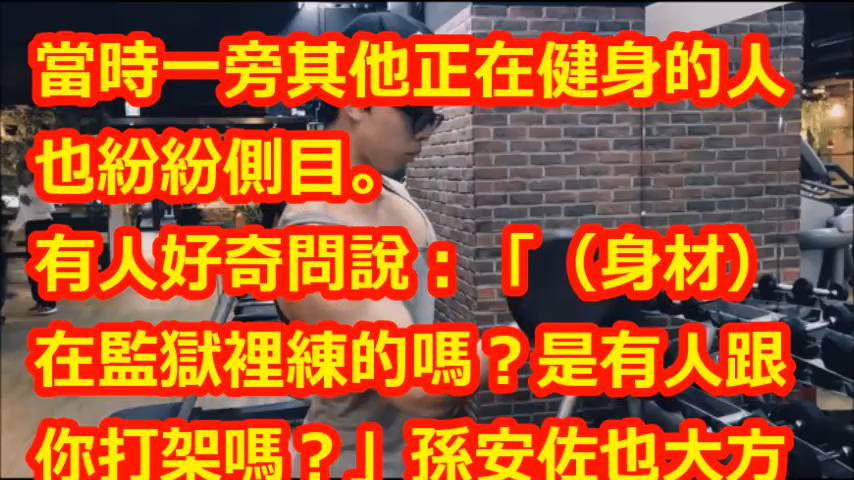 當時一旁其他正在健身的人
也紛紛側目。
有人好奇問說：「（身材）
在監獄裡練的嗎？是有人跟
你打架嗎？」孫安佐也大方